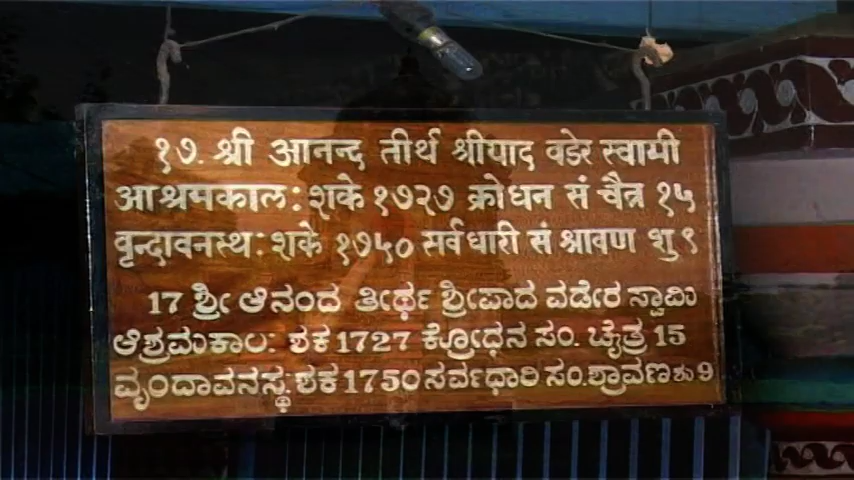 १७. श्री आनन्द तीर्थ श्रीयाद वडेर स्वामी
आश्रमकाल: शके १७२७ क्रोधन सं चैत्र १५
वृन्दावनस्थ: शके १७५० सर्वधारी सं श्रावण शु ९
17 ಶ್ರೀ ಆನಂದ ತೀರ್ಥ ಶ್ರೀಪಾದ ವಡೇರ ಸ್ವಾಮಿ
ಆಶ್ರಮಕಾಲ: ಶಕ 1727 ಕ್ರೋಧನ ಸಂ. ಚೈತ್ರ 15
ವೃಂದಾವನಸ್ಥ: ಶಕ 1750 ಸರ್ವಧಾರಿ ಸಂ. ಶ್ರಾವಣ ಶು 9